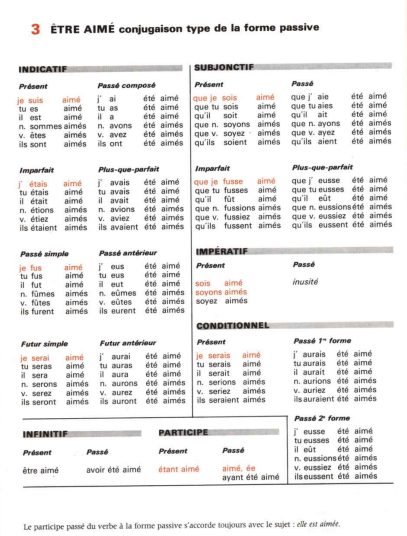 3 ÊTRE AIMÉ conjugaison type de la forme passive
INDICATIF
Présent
je suis aimé
tu es aimé
il est aimé
n. sommes aimés
v. êtes aimés
ils sont aimés
Passé composé
j' ai été aimé
tu as été aimé
il a été aimé
n. avons été aimés
v. avez été aimés
ils ont été aimés
Imparfait
j' étais aimé
tu étais aimé
il était aimé
n. étions aimés
v. étiez aimés
ils étaient aimés
Plus-que-parfait
j' avais été aimé
tu avais été aimé
il avait été aimé
n. avions été aimés
v. aviez été aimés
ils avaient été aimés
Passé simple
je fus aimé
tu fus aimé
il fut aimé
n. fûmes aimés
v. fûtes aimés
ils furent aimés
Passé antérieur
j' eus été aimé
tu eus été aimé
il eut été aimé
n. eûmes été aimés
v. eûtes été aimés
ils eurent été aimés
Futur simple
je serai aimé
tu seras aimé
il sera aimé
n. serons aimés
v. serez aimés
ils seront aimés
Futur antérieur
j' aurai été aimé
tu auras été aimé
il aura été aimé
n. aurons été aimés
v. aurez été aimés
ils auront été aimés
SUBJONCTIF
Présent
que je sois aimé
que tu sois aimé
qu'il soit aimé
que n. soyons aimés
que v. soyez aimés
qu'ils soient aimés
Passé
que j' aie été aimé
que tu aies été aimé
qu'il ait été aimé
que n. ayons été aimés
que v. ayez été aimés
qu'ils aient été aimés
Imparfait
que je fusse aimé
que tu fusses aimé
qu'il fût aimé
que n. fussions aimés
que v. fussiez aimés
qu'ils fussent aimés
Plus-que-parfait
que j' eusse été aimé
que tu eusses été aimé
qu'il eût été aimé
que n. eussions été aimés
que v. eussiez été aimés
qu'ils eussent été aimés
IMPÉRATIF
Présent
sois aimé
soyons aimés
soyez aimés
Passé
inusité
CONDITIONNEL
Présent
je serais aimé
tu serais aimé
il serait aimé
n. serions aimés
v. seriez aimés
ils seraient aimés
Passé 1re forme
j' aurais été aimé
tu aurais été aimé
il aurait été aimé
n. aurions été aimés
v. auriez été aimés
ils auraient été aimés
Passé 2e forme
j' eusse été aimé
tu eusses été aimé
il eût été aimé
n. eussions été aimés
v. eussiez été aimés
ils eussent été aimés
INFINITIF
Présent
être aimé
Passé
avoir été aimé
PARTICIPE
Présent
étant aimé
Passé
aimé, ée
ayant été aimé
Le participe passé du verbe à la forme passive s'accorde toujours avec le sujet : elle est aimée.